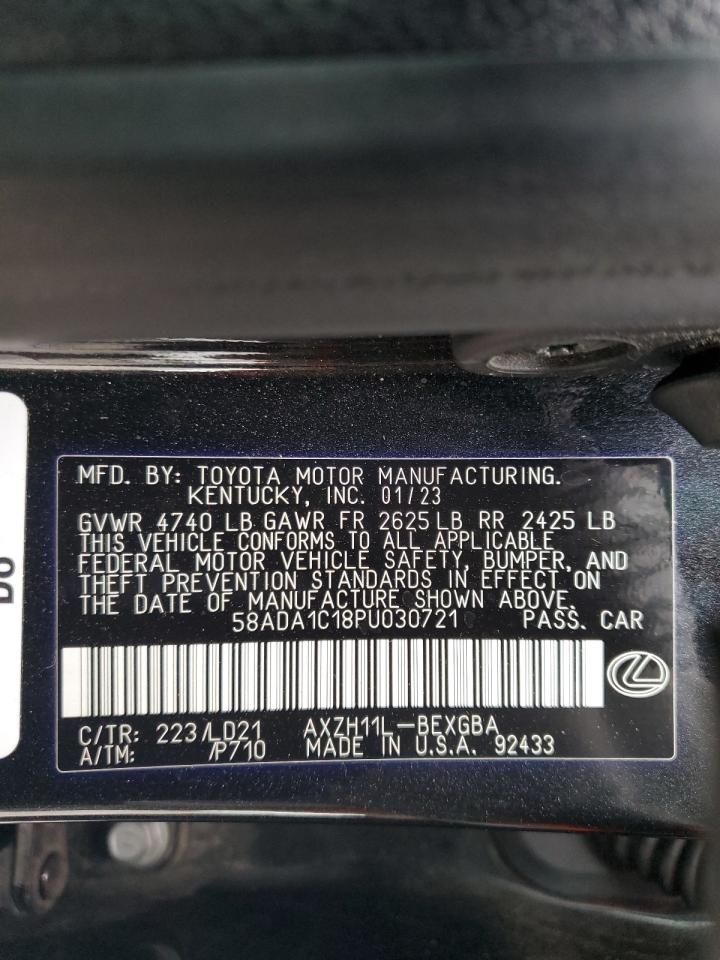 MFD. BY: TOYOTA MOTOR MANUFACTURING.
KENTUCKY, INC. 01/23
GVWR 4740 LB GAWR FR 2625 LB RR 2425 LB
THIS VEHICLE CONFORMS TO ALL APPLICABLE
FEDERAL MOTOR VEHICLE SAFETY, BUMPER, AND
THEFT PREVENTION STANDARDS IN EFFECT ON
THE DATE OF MANUFACTURE SHOWN ABOVE.
58ADA1C18PU030721 PASS. CAR
C/TR: 223/LD21 AXZH11L-BEXGBA
A/TM: /P710 MADE IN U.S.A. 92433